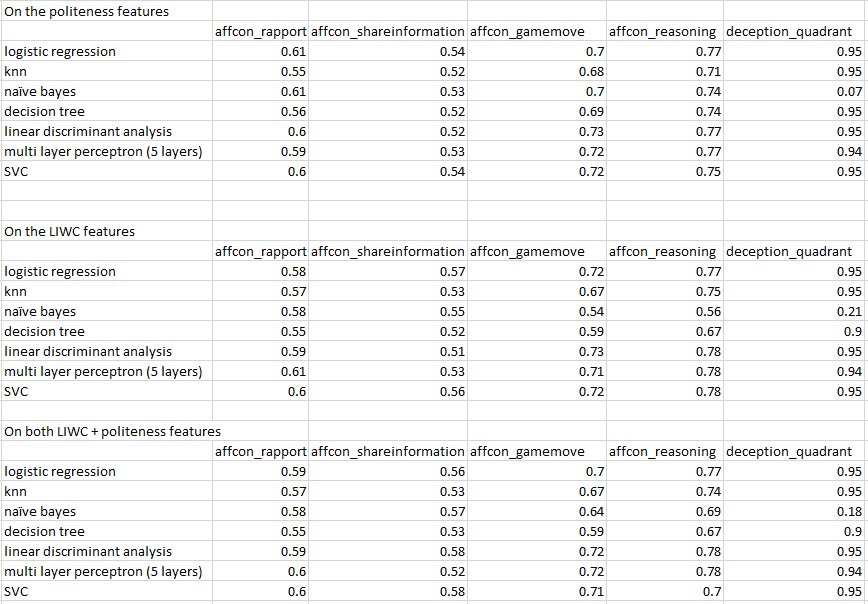 On the politeness features
affcon_rapport affcon_shareinformation affcon_gamemove affcon_reasoning deception_quadrant
logistic regression 0.61 0.54 0.7 0.77 0.95
knn 0.55 0.52 0.68 0.71 0.95
naïve bayes 0.61 0.53 0.7 0.74 0.07
decision tree 0.56 0.52 0.69 0.74 0.95
linear discriminant analysis 0.6 0.52 0.73 0.77 0.95
multi layer perceptron (5 layers) 0.59 0.53 0.72 0.77 0.94
SVC 0.6 0.54 0.72 0.75 0.95
On the LIWC features
affcon_rapport affcon_shareinformation affcon_gamemove affcon_reasoning deception_quadrant
logistic regression 0.58 0.57 0.72 0.77 0.95
knn 0.57 0.53 0.67 0.75 0.95
naïve bayes 0.58 0.55 0.54 0.56 0.21
decision tree 0.55 0.52 0.59 0.67 0.9
linear discriminant analysis 0.59 0.51 0.73 0.78 0.95
multi layer perceptron (5 layers) 0.61 0.53 0.71 0.78 0.94
SVC 0.6 0.56 0.72 0.78 0.95
On both LIWC + politeness features
affcon_rapport affcon_shareinformation affcon_gamemove affcon_reasoning deception_quadrant
logistic regression 0.59 0.56 0.7 0.77 0.95
knn 0.57 0.53 0.67 0.74 0.95
naïve bayes 0.58 0.57 0.64 0.69 0.18
decision tree 0.55 0.53 0.59 0.67 0.9
linear discriminant analysis 0.59 0.58 0.72 0.78 0.95
multi layer perceptron (5 layers) 0.6 0.52 0.72 0.78 0.94
SVC 0.6 0.58 0.71 0.7 0.95